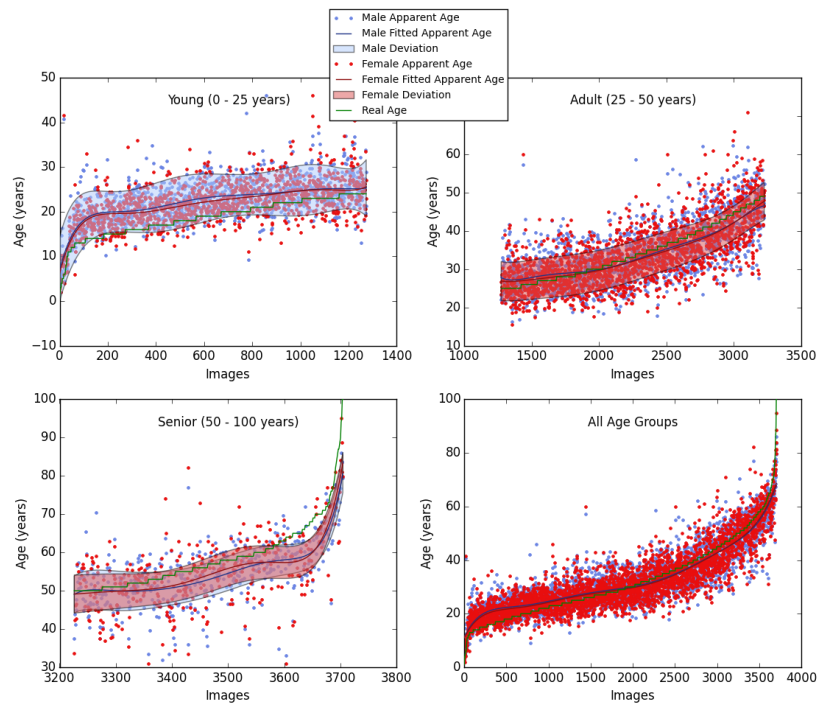 Male Apparent Age
Male Fitted Apparent Age
Male Deviation
Female Apparent Age
Female Fitted Apparent Age
Female Deviation
Real Age
Young (0 - 25 years)
50
40
30
20
10
0
−10
Age (years)
0 200 400 600 800 1000 1200 1400
Images
Adult (25 - 50 years)
70
60
50
40
30
20
10
Age (years)
1000 1500 2000 2500 3000 3500
Images
Senior (50 - 100 years)
100
90
80
70
60
50
40
30
Age (years)
3200 3300 3400 3500 3600 3700 3800
Images
All Age Groups
100
80
60
40
20
0
Age (years)
0 500 1000 1500 2000 2500 3000 3500 4000
Images